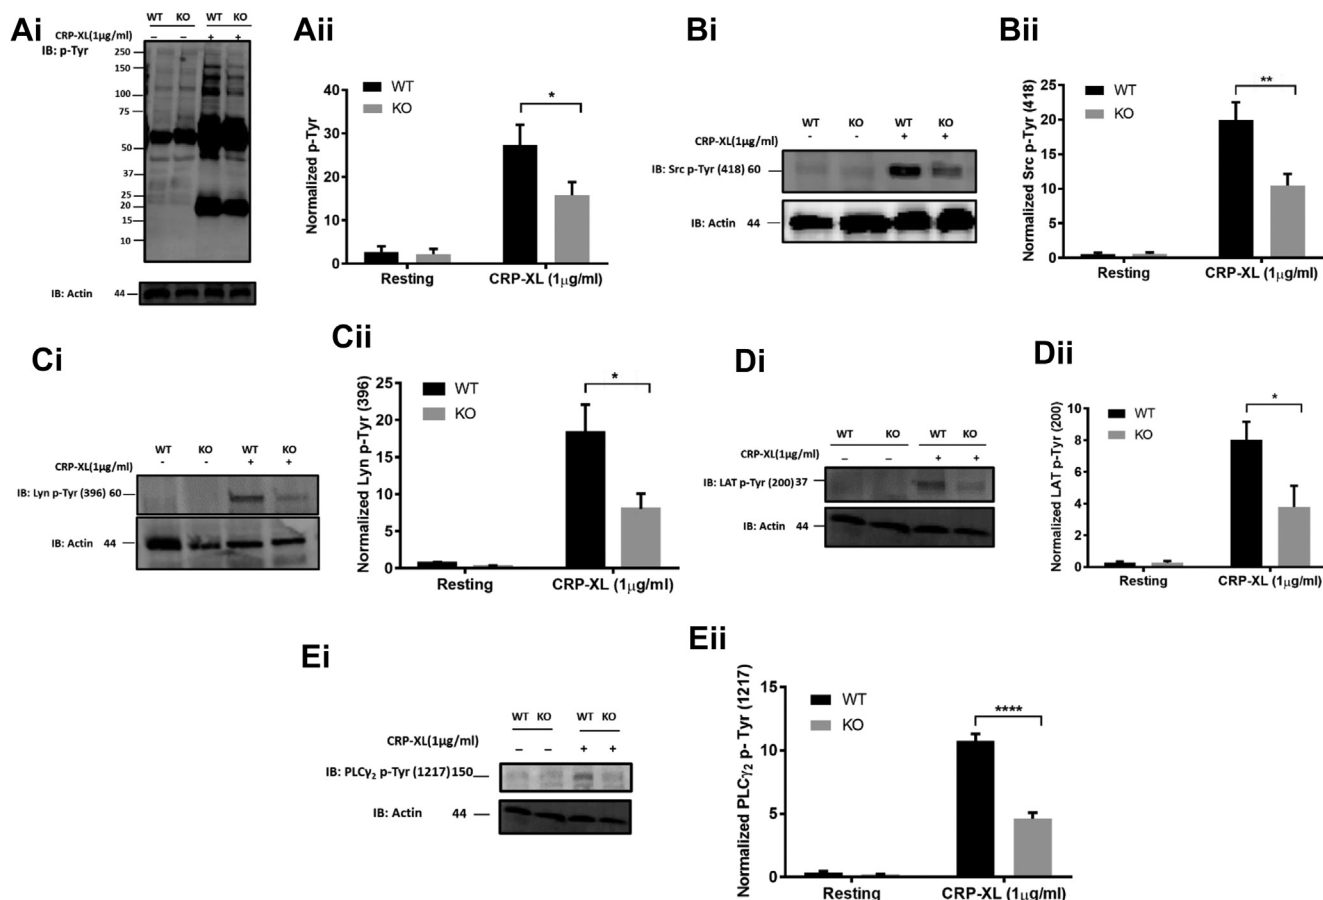 Ai
WT KO WT KO
CRP-XL(1µg/ml) – – + +
IB: p-Tyr
250
150
100
75
50
37
25
20
15
10
IB: Actin 44
Aii
Normalized p-Tyr
40
30
20
10
0
WT
KO
*
Resting CRP-XL (1µg/ml)
Bi
WT KO WT KO
CRP-XL(1µg/ml) - - + +
IB: Src p-Tyr (418) 60
IB: Actin 44
Bii
Normalized Src p-Tyr (418)
25
20
15
10
5
0
WT
KO
**
Resting CRP-XL (1µg/ml)
Ci
WT KO WT KO
CRP-XL(1µg/ml) - - + +
IB: Lyn p-Tyr (396) 60
IB: Actin 44
Cii
Normalized Lyn p-Tyr (396)
25
20
15
10
5
0
WT
KO
*
Resting CRP-XL (1µg/ml)
Di
WT KO WT KO
CRP-XL(1µg/ml) – – + +
IB: LAT p-Tyr (200) 37
IB: Actin 44
Dii
Normalized LAT p-Tyr (200)
10
8
6
4
2
0
WT
KO
*
Resting CRP-XL (1µg/ml)
Ei
WT KO WT KO
CRP-XL(1µg/ml) – – + +
IB: PLCγ₂ p-Tyr (1217) 150
IB: Actin 44
Eii
Normalized PLCγ₂ p- Tyr (1217)
15
10
5
0
WT
KO
****
Resting CRP-XL (1µg/ml)